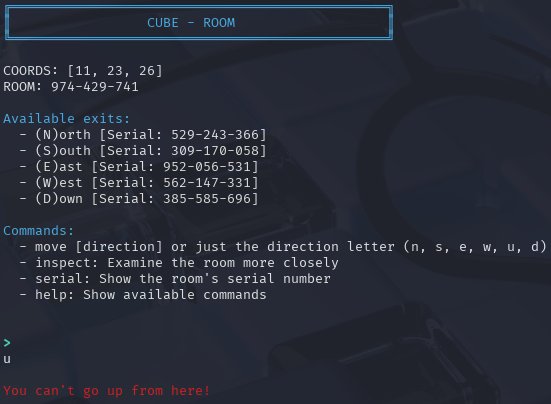 CUBE - ROOM
COORDS: [11, 23, 26]
ROOM: 974-429-741
Available exits:
- (N)orth [Serial: 529-243-366]
- (S)outh [Serial: 309-170-058]
- (E)ast [Serial: 952-056-531]
- (W)est [Serial: 562-147-331]
- (D)own [Serial: 385-585-696]
Commands:
- move [direction] or just the direction letter (n, s, e, w, u, d)
- inspect: Examine the room more closely
- serial: Show the room's serial number
- help: Show available commands
>
u
You can't go up from here!